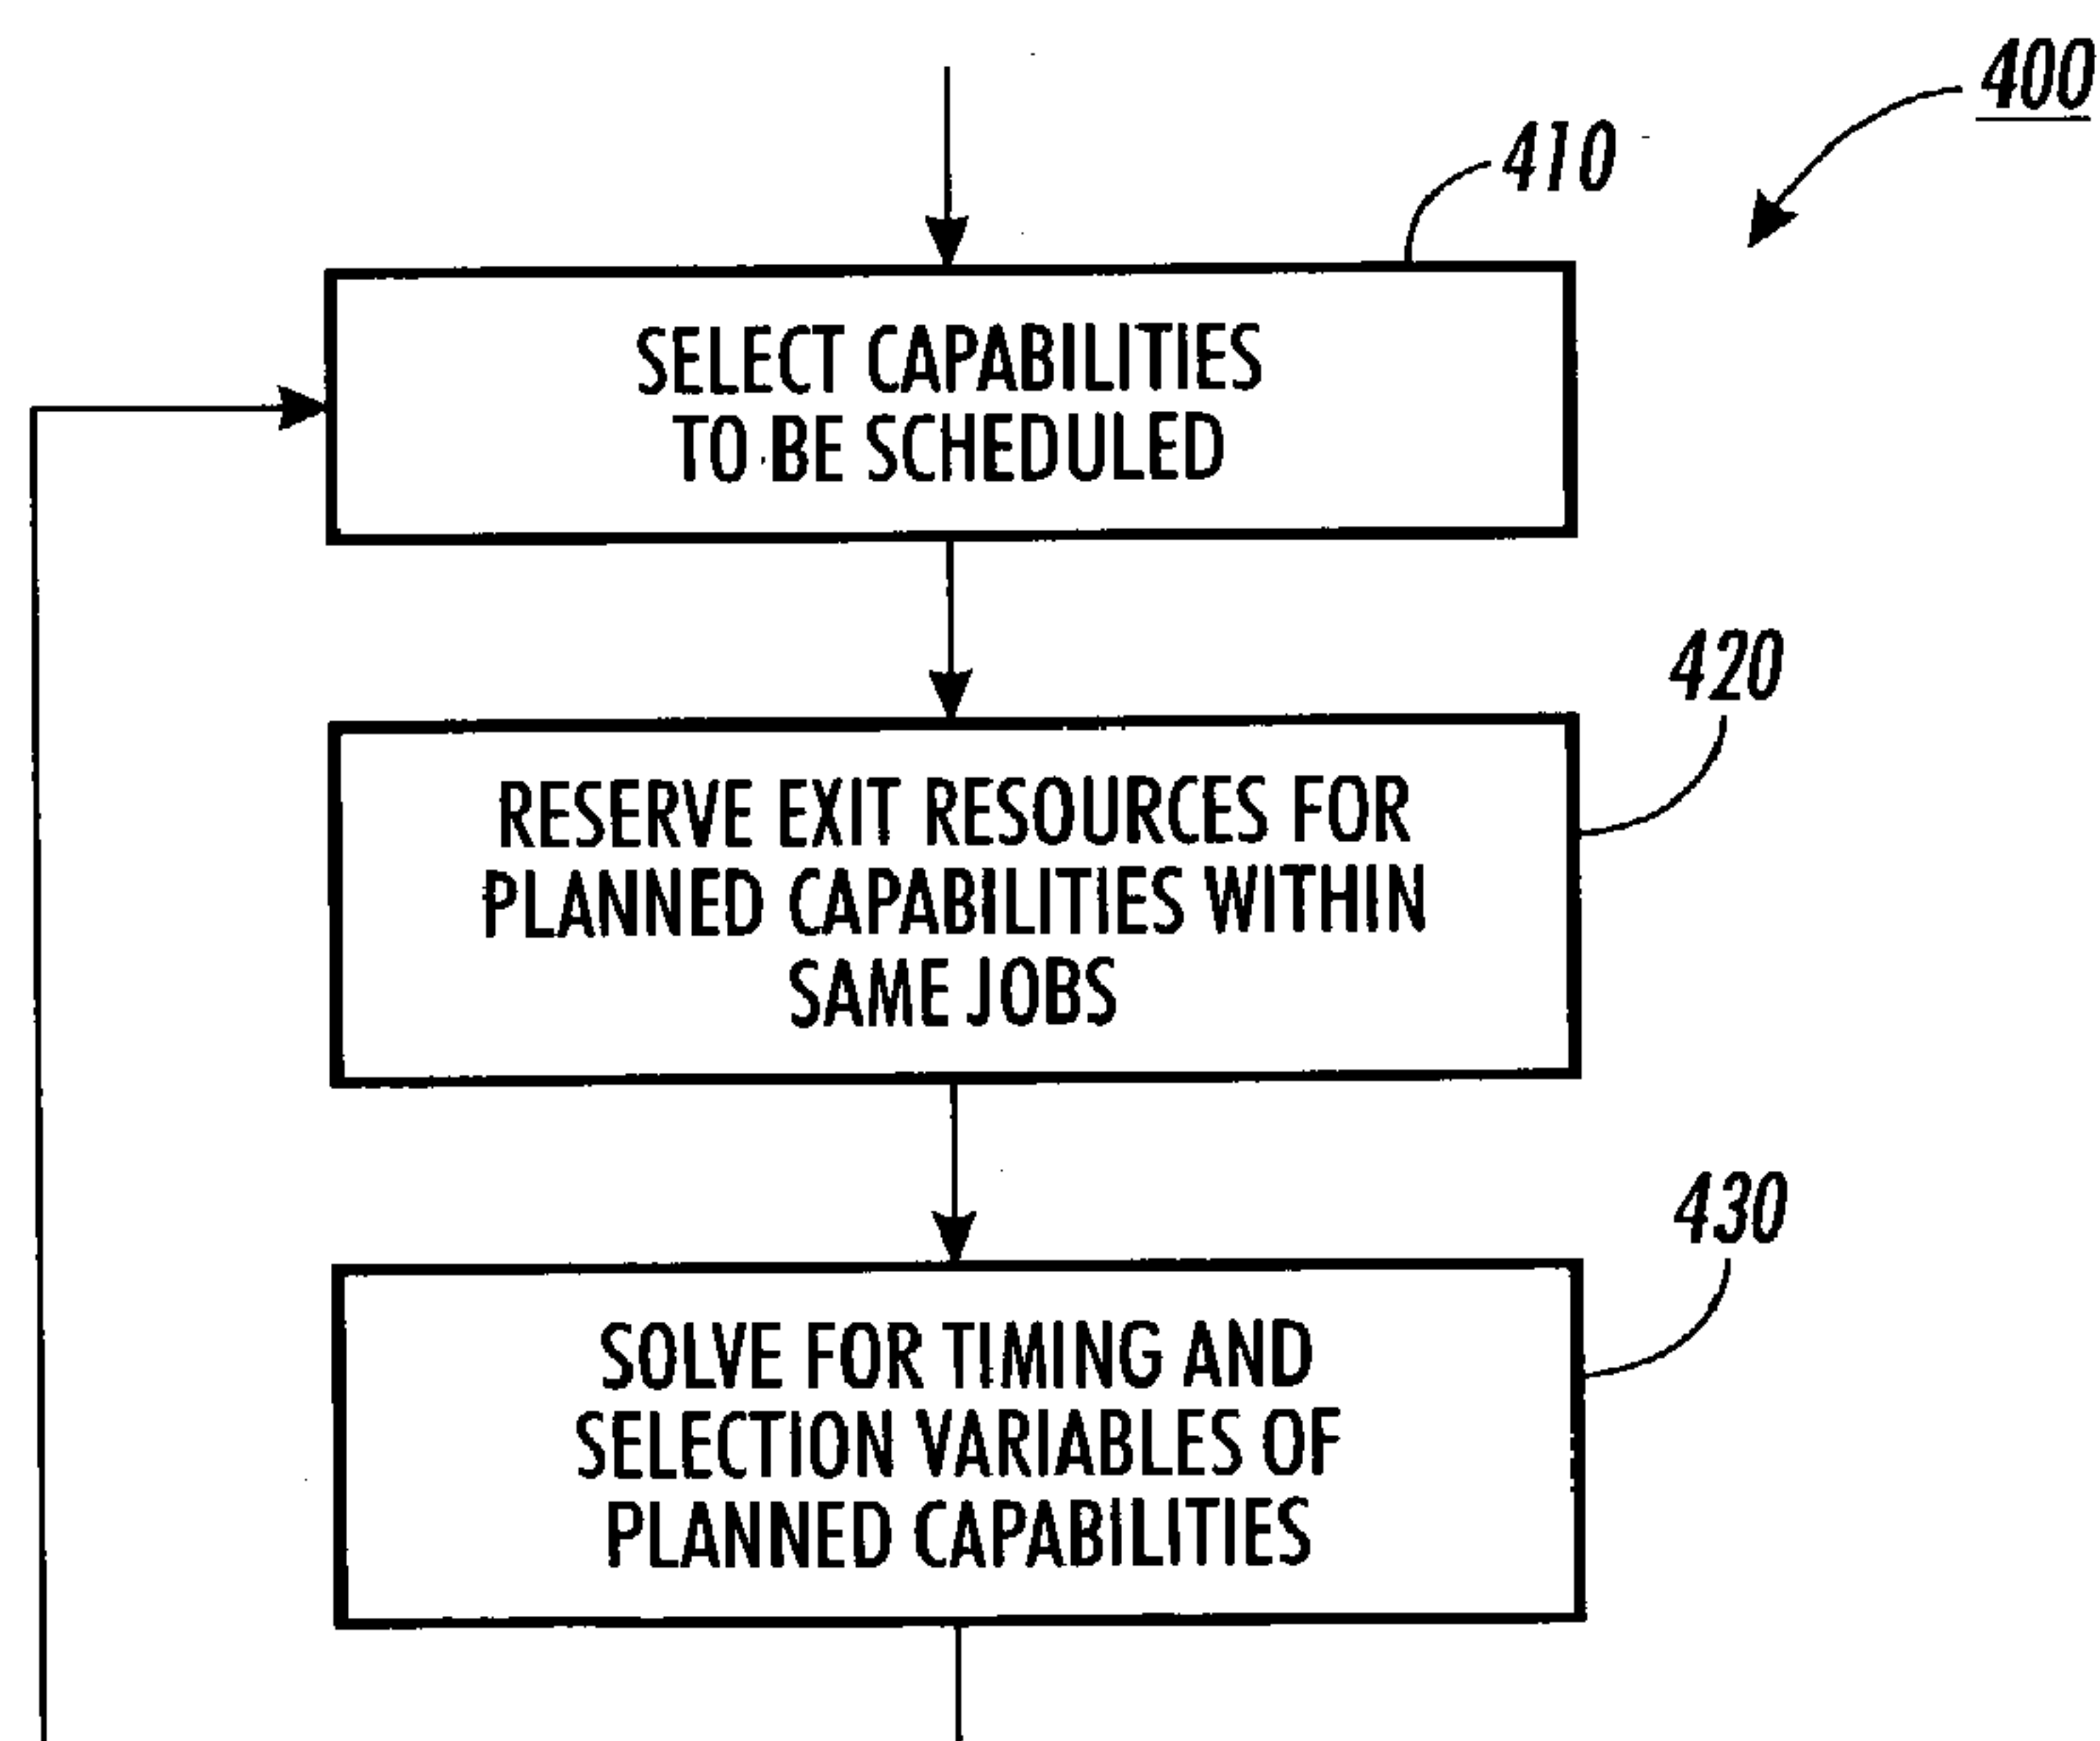 400
410
SELECT CAPABILITIES
TO BE SCHEDULED
420
RESERVE EXIT RESOURCES FOR
PLANNED CAPABILITIES WITHIN
SAME JOBS
430
SOLVE FOR TIMING AND
SELECTION VARIABLES OF
PLANNED CAPABILITIES